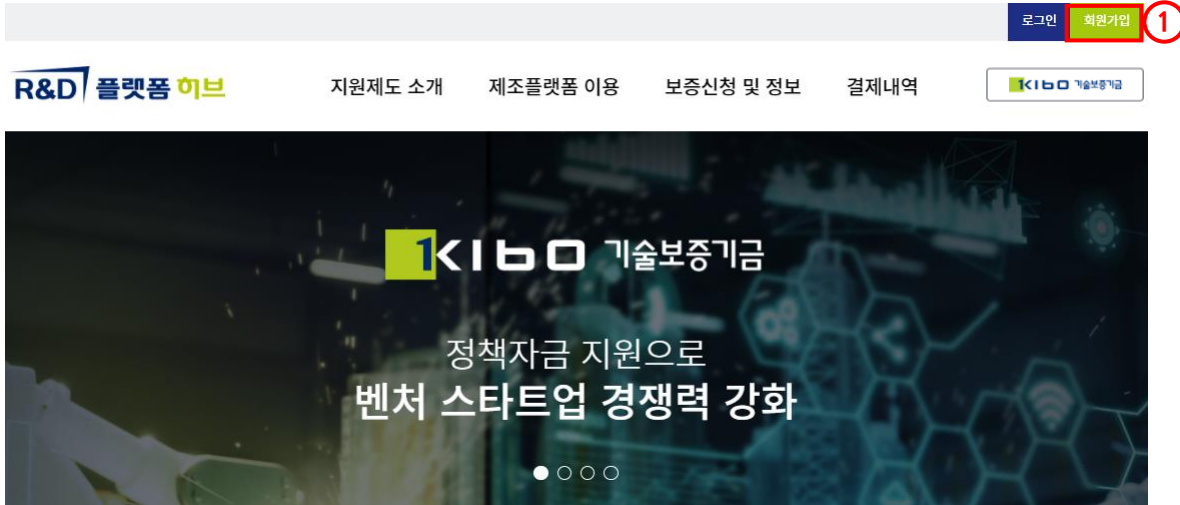 로그인 회원가입 1
R&D 플랫폼 허브 지원제도 소개 제조플랫폼 이용 보증신청 및 정보 결제내역 KIBO 기술보증기금
KIBO 기술보증기금
정책자금 지원으로
벤처 스타트업 경쟁력 강화